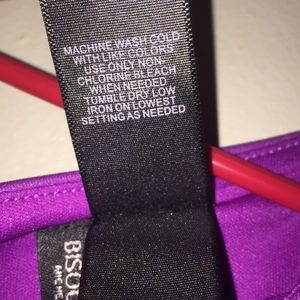 MACHINE WASH COLD
WITH LIKE COLORS
USE ONLY NON-
CHLORINE BLEACH
WHEN NEEDED
TUMBLE DRY LOW
IRON ON LOWEST
SETTING AS NEEDED